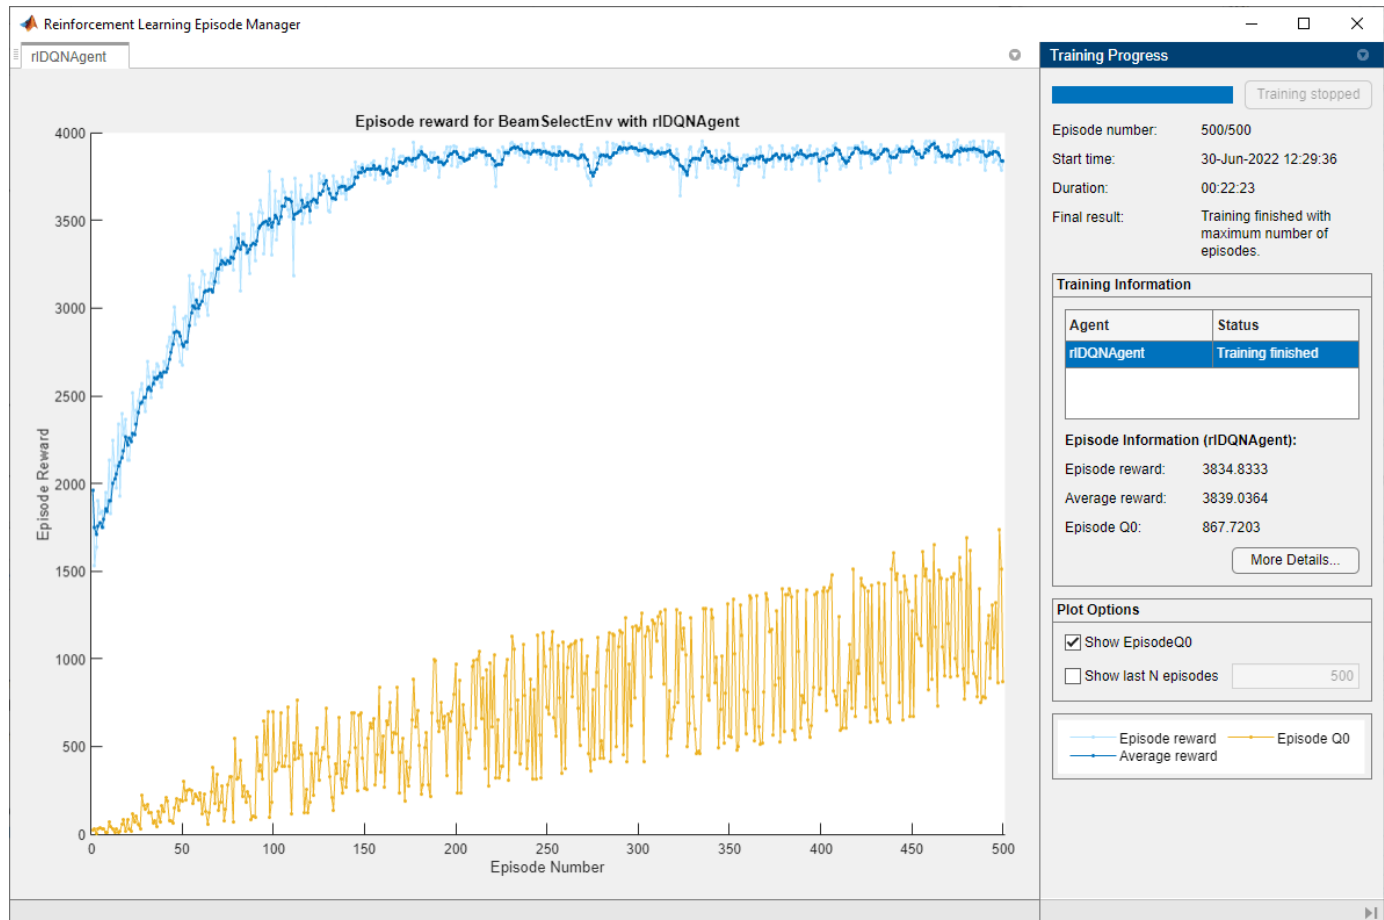 Reinforcement Learning Episode Manager
rlDQNAgent
Episode reward for BeamSelectEnv with rlDQNAgent
4000
3500
3000
2500
2000
1500
1000
500
0
Episode Reward
0 50 100 150 200 250 300 350 400 450 500
Episode Number
Training Progress
Training stopped
Episode number: 500/500
Start time: 30-Jun-2022 12:29:36
Duration: 00:22:23
Final result: Training finished with
maximum number of
episodes.
Training Information
Agent Status
rlDQNAgent Training finished
Episode Information (rlDQNAgent):
Episode reward: 3834.8333
Average reward: 3839.0364
Episode Q0: 867.7203
More Details...
Plot Options
Show EpisodeQ0
Show last N episodes 500
Episode reward Episode Q0
Average reward